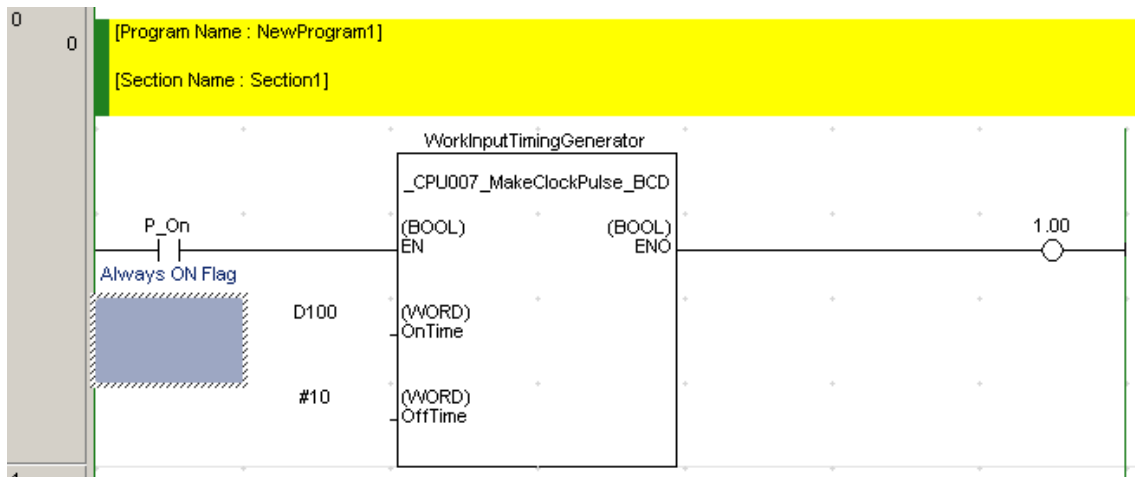 0
0
[Program Name : NewProgram1]
[Section Name : Section1]
WorkInputTimingGenerator
_CPU007_MakeClockPulse_BCD
P_On
(BOOL)
EN
(BOOL)
ENO
1.00
Always ON Flag
D100
(WORD)
OnTime
#10
(WORD)
OffTime